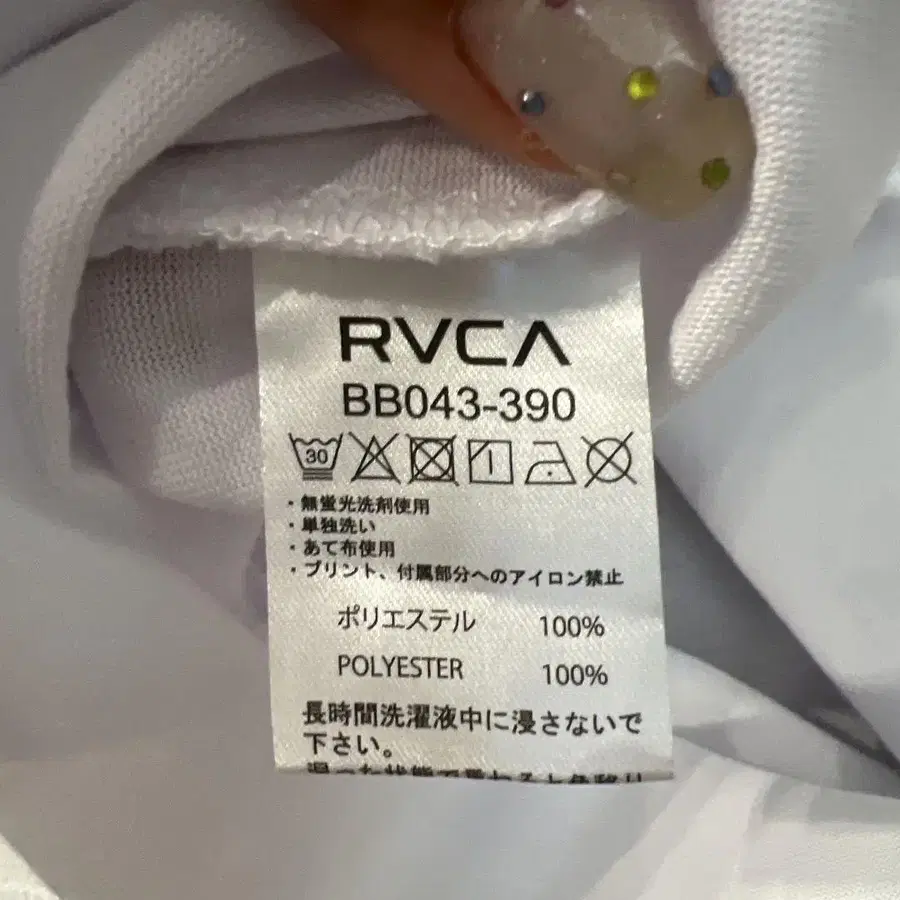 RVCA
BB043-390
30
・無蛍光洗剤使用
・単独洗い
・あて布使用
・プリント、付属部分へのアイロン禁止
ポリエステル 100%
POLYESTER 100%
長時間洗濯液中に浸さないで
下さい。